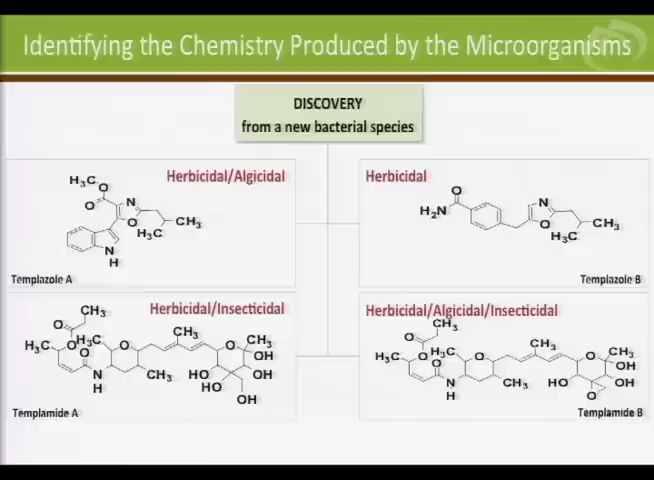 Identifying the Chemistry Produced by the Microorganisms
DISCOVERY
from a new bacterial species
Herbicidal/Algicidal
H₃C
O
O
N
O
CH₃
H₃C
N
H
Templazole A
Herbicidal
O
H₂N
N
O
CH₃
H₃C
Templazole B
Herbicidal/Insecticidal
CH₃
O
H₃C
O
H₃C
O
O
N
H
CH₃
CH₃
O
CH₃
OH
HO
OH
HO
OH
Templamide A
Herbicidal/Algicidal/Insecticidal
CH₃
O
H₃C
O
H₃C
O
O
N
H
CH₃
CH₃
O
CH₃
OH
HO
OH
O
Templamide B